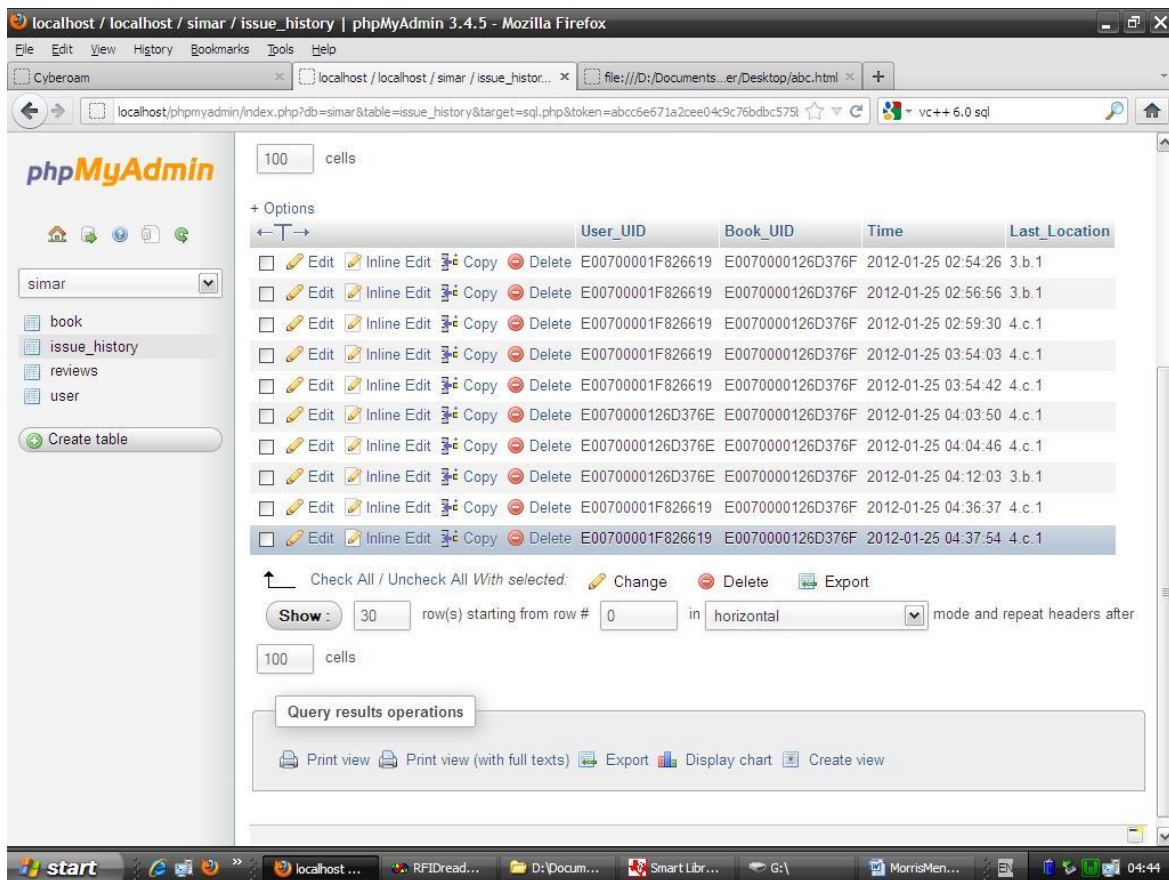 localhost / localhost / simar / issue_history | phpMyAdmin 3.4.5 - Mozilla Firefox
File Edit View History Bookmarks Tools Help
Cyberoam localhost / localhost / simar / issue_histor... file:///D:/Documents...er/Desktop/abc.html
localhost/phpmyadmin/index.php?db=simar&table=issue_history&target=sql.php&token=abcc6e671a2cee04c9c76bdbc575 vc++ 6.0 sql
phpMyAdmin
simar
book
issue_history
reviews
user
Create table
100 cells
+ Options
←T→ User_UID Book_UID Time Last_Location
Edit Inline Edit Copy Delete E00700001F826619 E0070000126D376F 2012-01-25 02:54:26 3.b.1
Edit Inline Edit Copy Delete E00700001F826619 E0070000126D376F 2012-01-25 02:56:56 3.b.1
Edit Inline Edit Copy Delete E00700001F826619 E0070000126D376F 2012-01-25 02:59:30 4.c.1
Edit Inline Edit Copy Delete E00700001F826619 E0070000126D376F 2012-01-25 03:54:03 4.c.1
Edit Inline Edit Copy Delete E00700001F826619 E0070000126D376F 2012-01-25 03:54:42 4.c.1
Edit Inline Edit Copy Delete E0070000126D376E E0070000126D376F 2012-01-25 04:03:50 4.c.1
Edit Inline Edit Copy Delete E0070000126D376E E0070000126D376F 2012-01-25 04:04:46 4.c.1
Edit Inline Edit Copy Delete E0070000126D376E E0070000126D376F 2012-01-25 04:12:03 3.b.1
Edit Inline Edit Copy Delete E00700001F826619 E0070000126D376F 2012-01-25 04:36:37 4.c.1
Edit Inline Edit Copy Delete E00700001F826619 E0070000126D376F 2012-01-25 04:37:54 4.c.1
Check All / Uncheck All With selected: Change Delete Export
Show : 30 row(s) starting from row # 0 in horizontal mode and repeat headers after
100 cells
Query results operations
Print view Print view (with full texts) Export Display chart Create view
start » localhost ... RFIDread... D:\Docum... Smart Libr... G:\ MorrisMen... EN 04:44